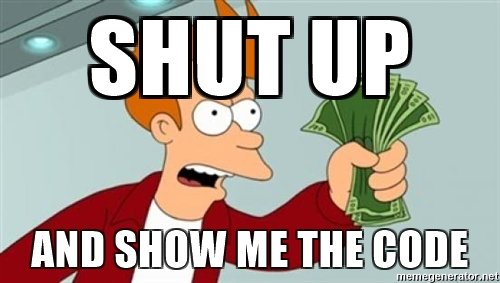 SHUT UP
AND SHOW ME THE CODE
memegenerator.net